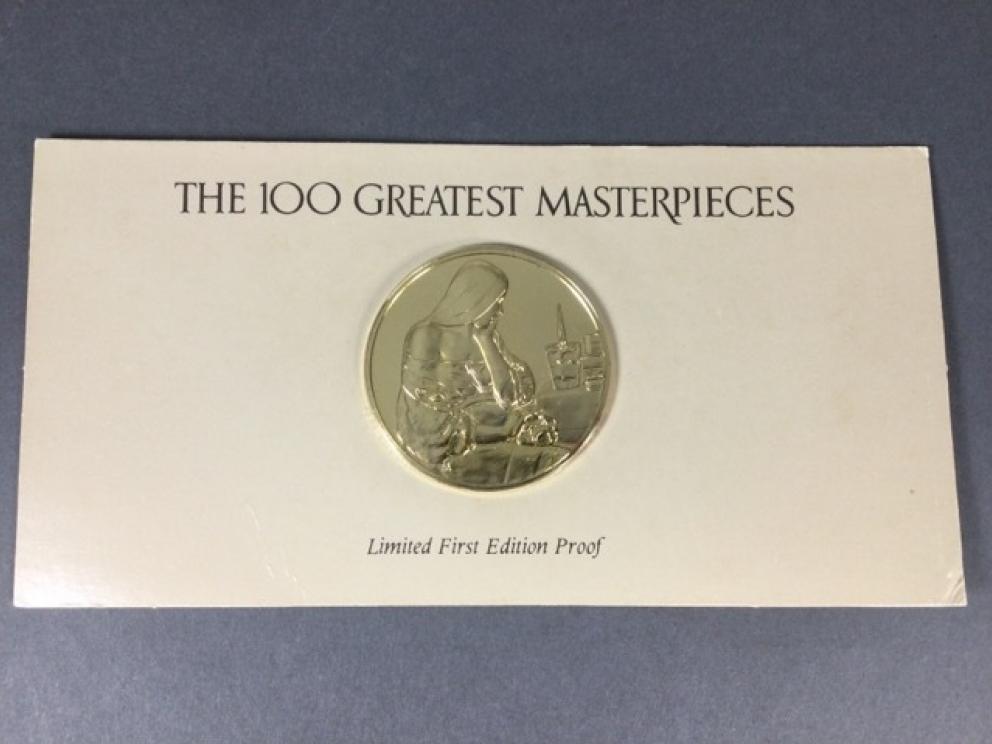 THE 100 GREATEST MASTERPIECES
Limited First Edition Proof